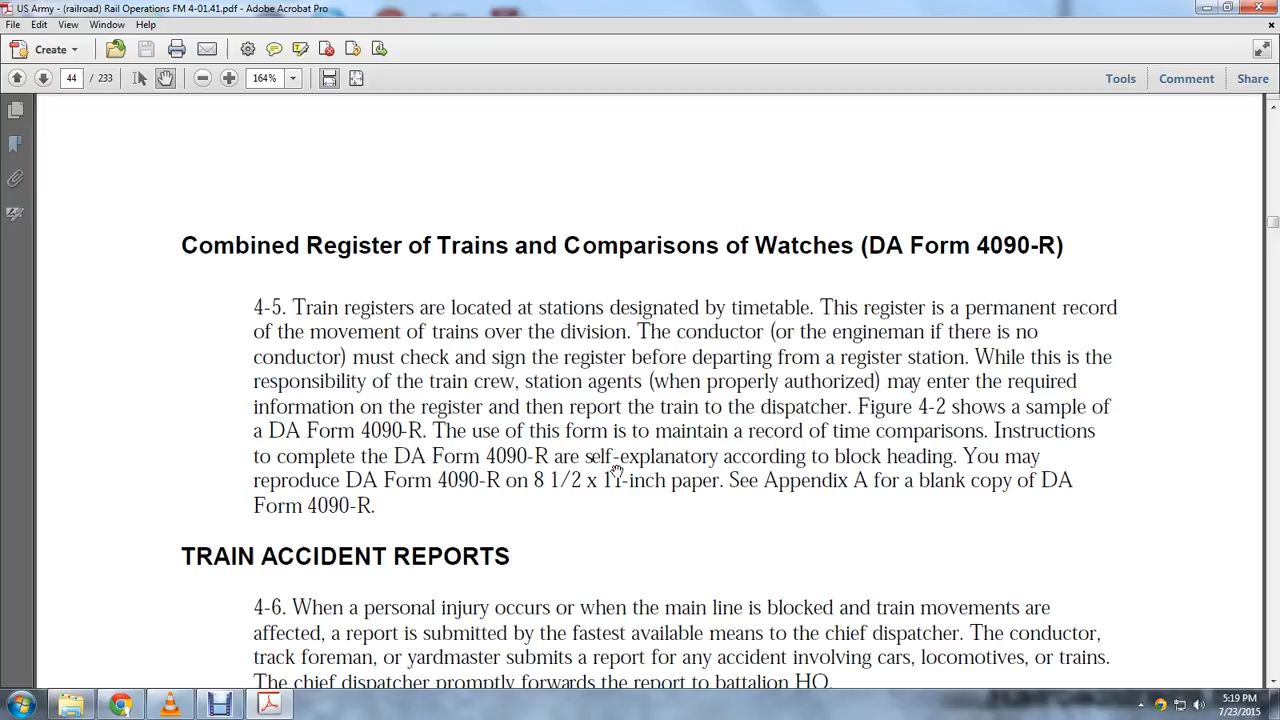 US Army - (railroad) Rail Operations FM 4-01.41.pdf - Adobe Acrobat Pro
File Edit View Window Help
Create
44 / 233 164% Tools Comment Share
Combined Register of Trains and Comparisons of Watches (DA Form 4090-R)
4-5. Train registers are located at stations designated by timetable. This register is a permanent record
of the movement of trains over the division. The conductor (or the engineman if there is no
conductor) must check and sign the register before departing from a register station. While this is the
responsibility of the train crew, station agents (when properly authorized) may enter the required
information on the register and then report the train to the dispatcher. Figure 4-2 shows a sample of
a DA Form 4090-R. The use of this form is to maintain a record of time comparisons. Instructions
to complete the DA Form 4090-R are self-explanatory according to block heading. You may
reproduce DA Form 4090-R on 8 1/2 x 11-inch paper. See Appendix A for a blank copy of DA
Form 4090-R.
TRAIN ACCIDENT REPORTS
4-6. When a personal injury occurs or when the main line is blocked and train movements are
affected, a report is submitted by the fastest available means to the chief dispatcher. The conductor,
track foreman, or yardmaster submits a report for any accident involving cars, locomotives, or trains.
The chief dispatcher promptly forwards the report to battalion HQ.
5:19 PM
7/23/2015